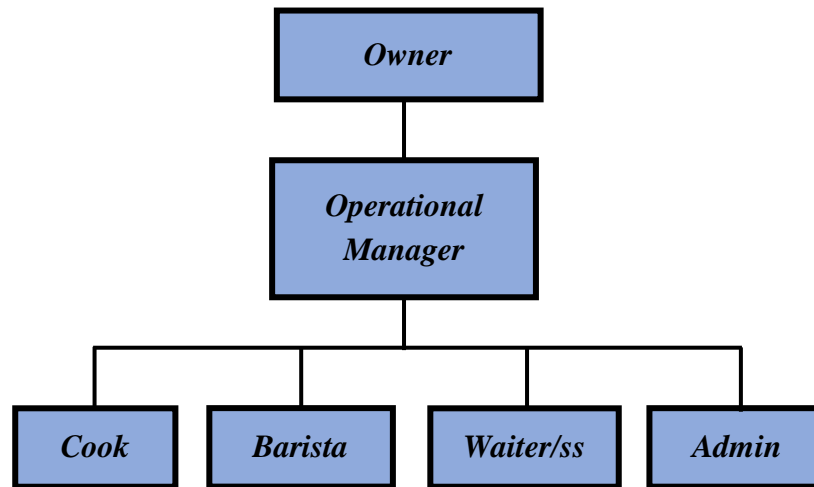 Owner
Operational
Manager
Cook
Barista
Waiter/ss
Admin